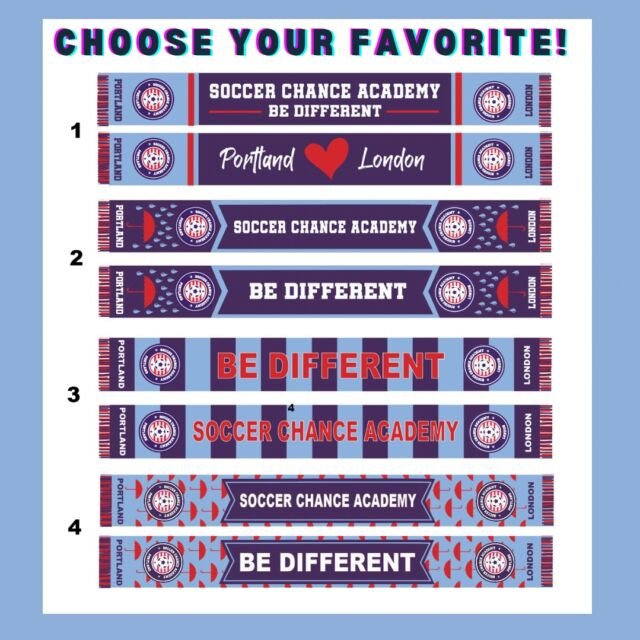 CHOOSE YOUR FAVORITE!
1
PORTLAND
SOCCER CHANCE ACADEMY
BE DIFFERENT
LONDON
PORTLAND
Portland London
LONDON
2
PORTLAND
SOCCER CHANCE ACADEMY
LONDON
PORTLAND
BE DIFFERENT
LONDON
3
PORTLAND
BE DIFFERENT
LONDON
4
PORTLAND
SOCCER CHANCE ACADEMY
LONDON
4
PORTLAND
SOCCER CHANCE ACADEMY
LONDON
PORTLAND
BE DIFFERENT
LONDON